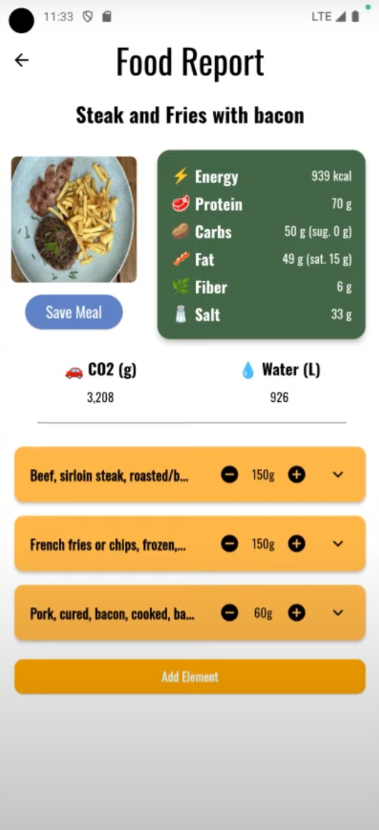 11:33 LTE
Food Report
Steak and Fries with bacon
Energy 939 kcal
Protein 70 g
Carbs 50 g (sug. 0 g)
Fat 49 g (sat. 15 g)
Fiber 6 g
Salt 33 g
Save Meal
CO2 (g) Water (L)
3,208 926
Beef, sirloin steak, roasted/b... 150g
French fries or chips, frozen,... 150g
Pork, cured, bacon, cooked, ba... 60g
Add Element